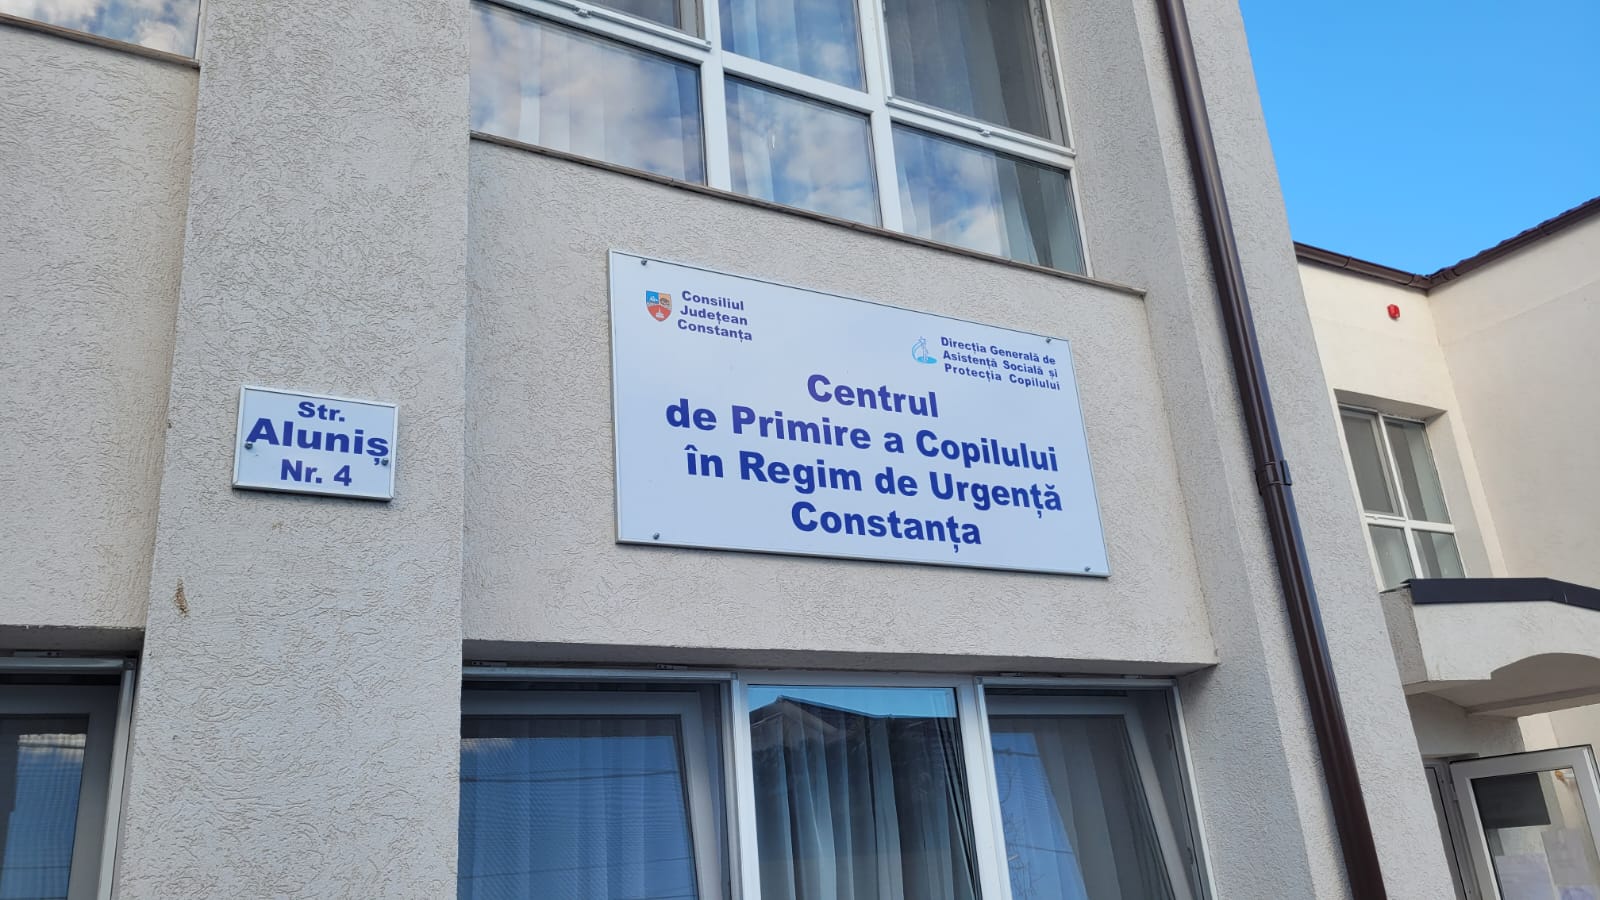 Consiliul
Județean
Constanța
Direcția Generală de
Asistență Socială și
Protecția Copilului
Centrul
de Primire a Copilului
în Regim de Urgență
Constanța
Str.
Aluniș
Nr. 4